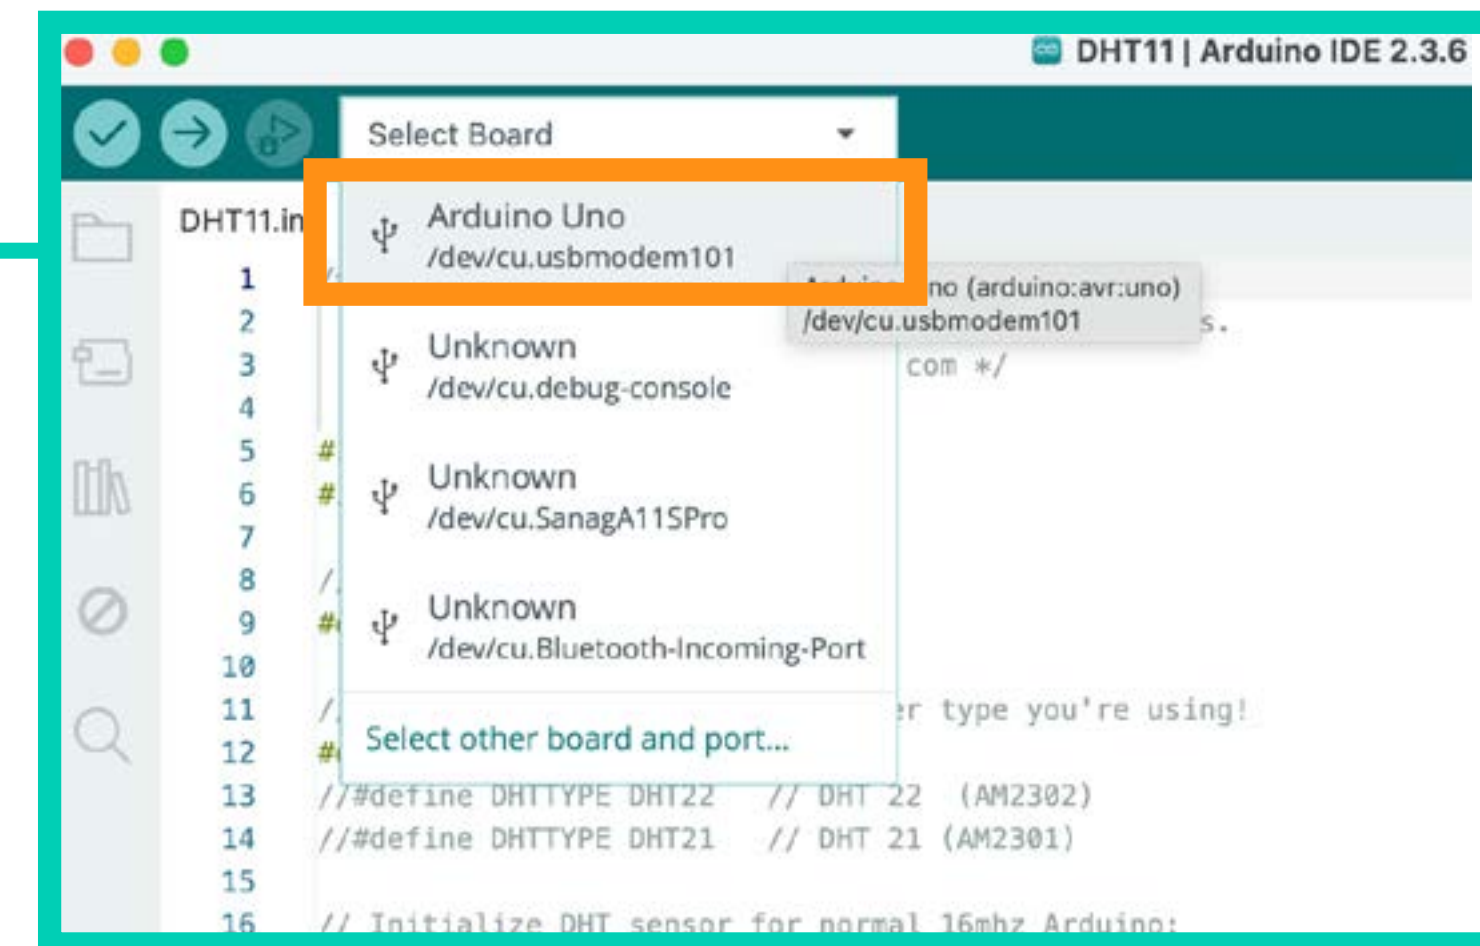 DHT11 | Arduino IDE 2.3.6
Select Board
DHT11.in
Arduino Uno
/dev/cu.usbmodem101
no (arduino:avr:uno)
/dev/cu.usbmodem101
Unknown
/dev/cu.debug-console
Unknown
/dev/cu.SanagA11SPro
Unknown
/dev/cu.Bluetooth-Incoming-Port
Select other board and port...
1
2 s.
3 com */
4
5 #
6 #
7
8 /
9 #
10
11 / type you're using!
12 #
13 //#define DHTTYPE DHT22 // DHT 22 (AM2302)
14 //#define DHTTYPE DHT21 // DHT 21 (AM2301)
15
16 // Initialize DHT sensor for normal 16mhz Arduino: